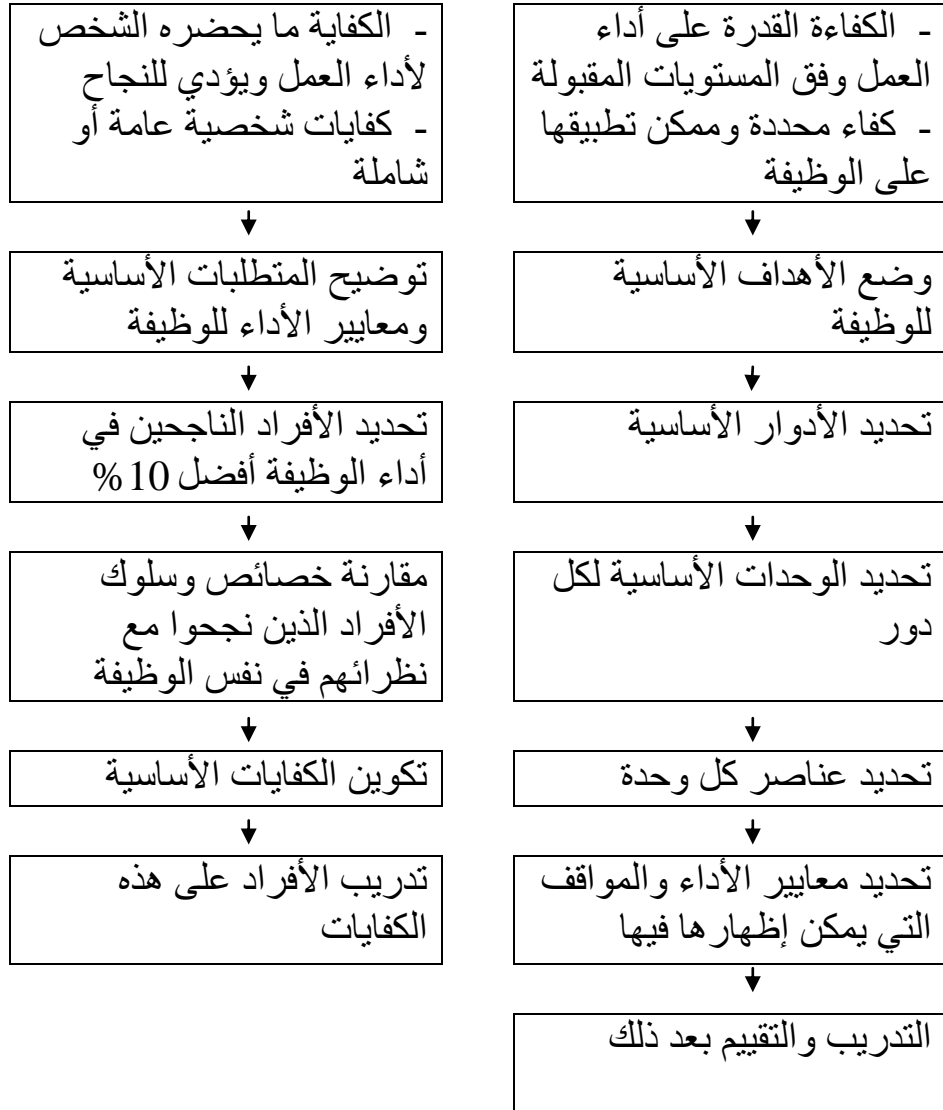 - الكفاءة القدرة على أداء
العمل وفق المستويات المقبولة
- كفاء محددة وممكن تطبيقها
على الوظيفة
وضع الأهداف الأساسية
للوظيفة
تحديد الأدوار الأساسية
تحديد الوحدات الأساسية لكل
دور
تحديد عناصر كل وحدة
تحديد معايير الأداء والمواقف
التي يمكن إظهارها فيها
التدريب والتقييم بعد ذلك
- الكفاية ما يحضره الشخص
لأداء العمل ويؤدي للنجاح
- كفايات شخصية عامة أو
شاملة
توضيح المتطلبات الأساسية
ومعايير الأداء للوظيفة
تحديد الأفراد الناجحين في
أداء الوظيفة أفضل 10%
مقارنة خصائص وسلوك
الأفراد الذين نجحوا مع
نظرائهم في نفس الوظيفة
تكوين الكفايات الأساسية
تدريب الأفراد على هذه
الكفايات